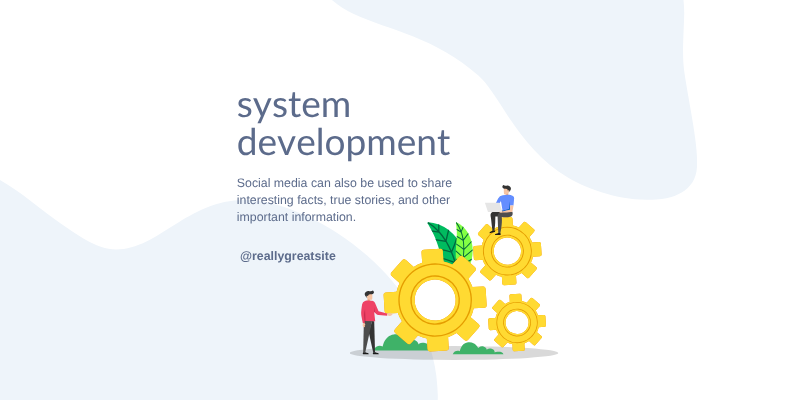 system
development
Social media can also be used to share
interesting facts, true stories, and other
important information.
@reallygreatsite